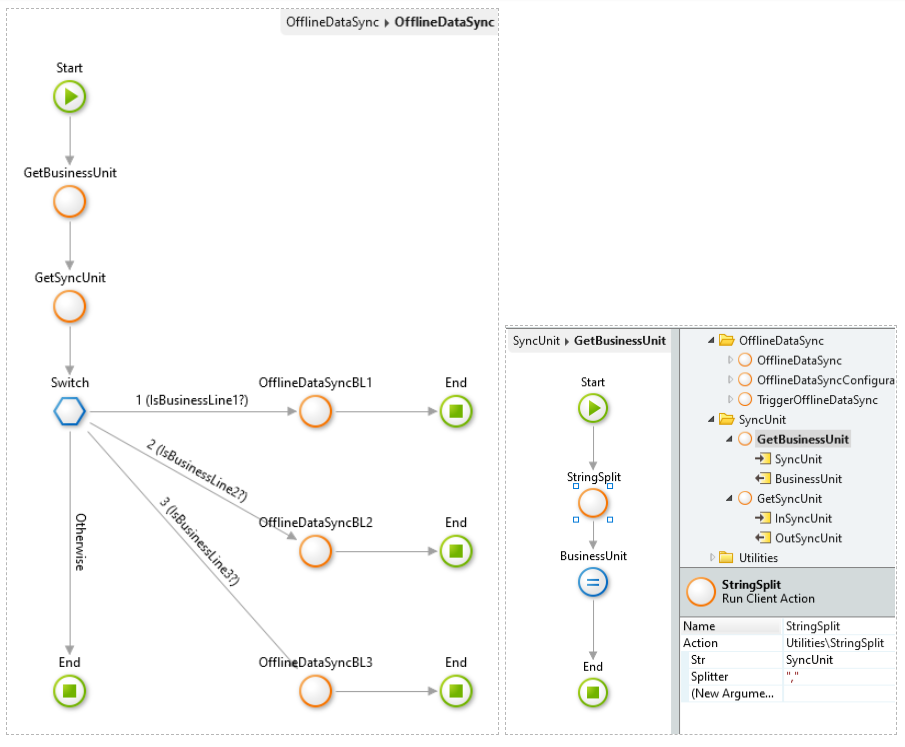 OfflineDataSync ▸ OfflineDataSync
Start
GetBusinessUnit
GetSyncUnit
Switch
1 (IsBusinessLine1?)
OfflineDataSyncBL1
End
2 (IsBusinessLine2?)
OfflineDataSyncBL2
End
3 (IsBusinessLine3?)
OfflineDataSyncBL3
End
Otherwise
End
SyncUnit ▸ GetBusinessUnit
Start
StringSplit
BusinessUnit
End
OfflineDataSync
OfflineDataSync
OfflineDataSyncConfigura
TriggerOfflineDataSync
SyncUnit
GetBusinessUnit
SyncUnit
BusinessUnit
GetSyncUnit
InSyncUnit
OutSyncUnit
Utilities
StringSplit
Run Client Action
Name StringSplit
Action Utilities\StringSplit
Str SyncUnit
Splitter ","
(New Argume...